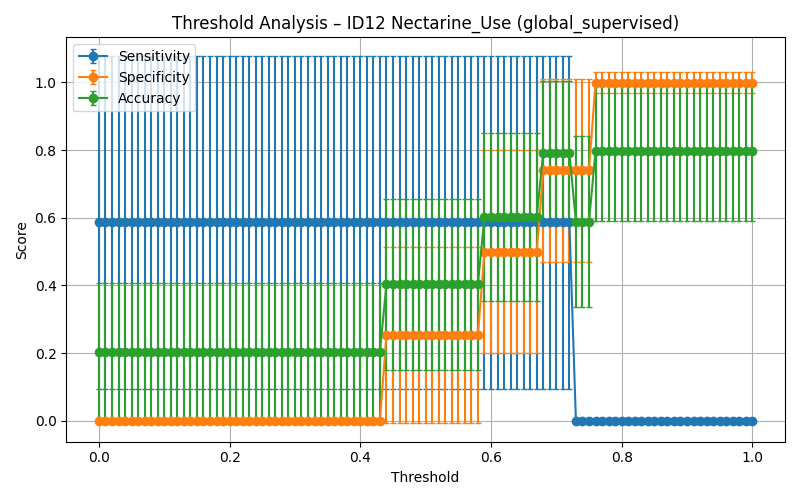 Threshold Analysis – ID12 Nectarine_Use (global_supervised)
Sensitivity
Specificity
Accuracy
Score
1.0
0.8
0.6
0.4
0.2
0.0
0.0 0.2 0.4 0.6 0.8 1.0
Threshold